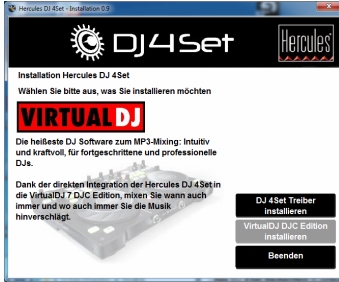 Hercules DJ 4Set - Installation 0.9
DJ4Set
Hercules
Installation Hercules DJ 4Set
Wählen Sie bitte aus, was Sie installieren möchten
VIRTUAL DJ
Die heißeste DJ Software zum MP3-Mixing: Intuitiv
und kraftvoll, für fortgeschrittene und professionelle
DJs.
Dank der direkten Integration der Hercules DJ 4Set in
die VirtualDJ 7 DJC Edition, mixen Sie wann auch
immer und wo auch immer Sie die Musik
hinverschlägt.
DJ 4Set Treiber
installieren
VirtualDJ DJC Edition
installieren
Beenden